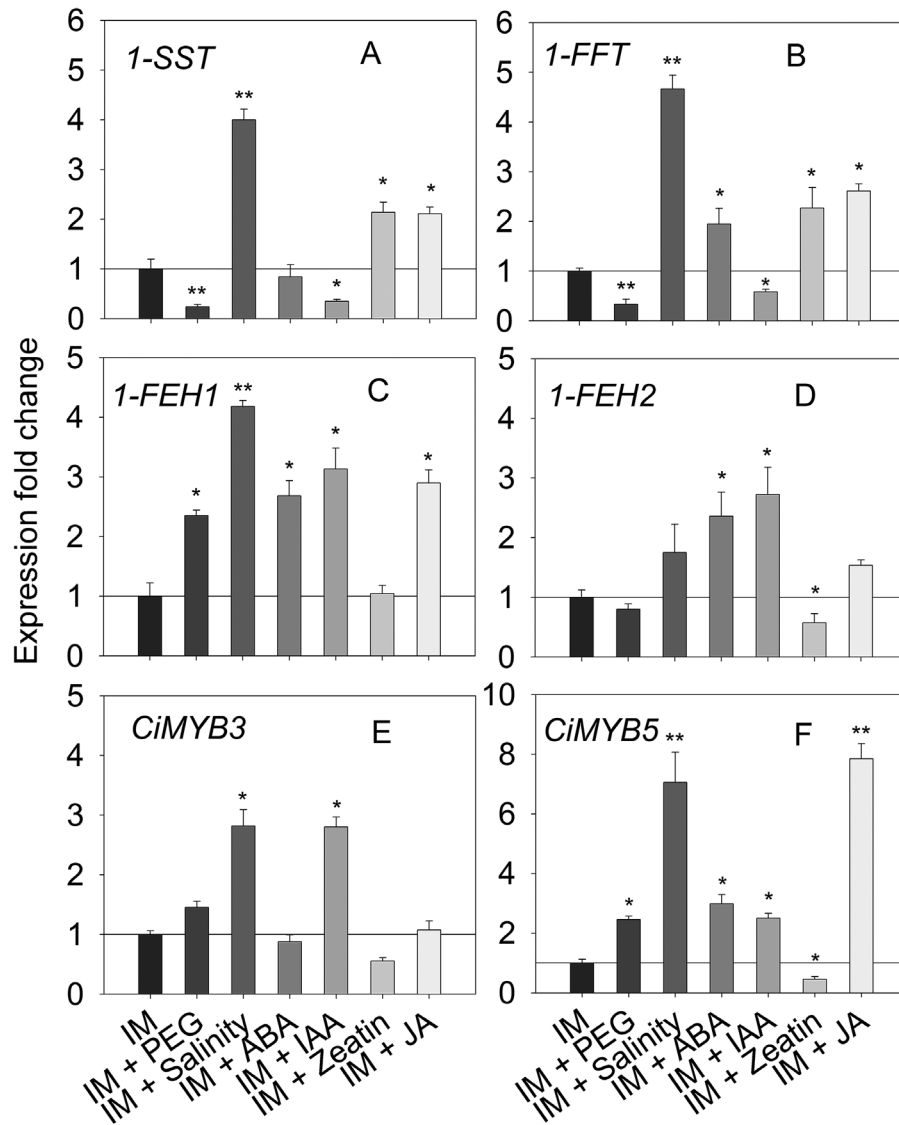 Expression fold change
1-SST A
6
5
4
3
2
1
0
** ** * * *
1-FFT B
6
5
4
3
2
1
0
** ** * * * *
1-FEH1 C
5
4
3
2
1
0
* ** * * *
1-FEH2 D
5
4
3
2
1
0
* * *
CiMYB3 E
5
4
3
2
1
0
* *
CiMYB5 F
10
8
6
4
2
0
* ** * * * **
IM
IM + PEG
IM + Salinity
IM + ABA
IM + IAA
IM + Zeatin
IM + JA
IM
IM + PEG
IM + Salinity
IM + ABA
IM + IAA
IM + Zeatin
IM + JA